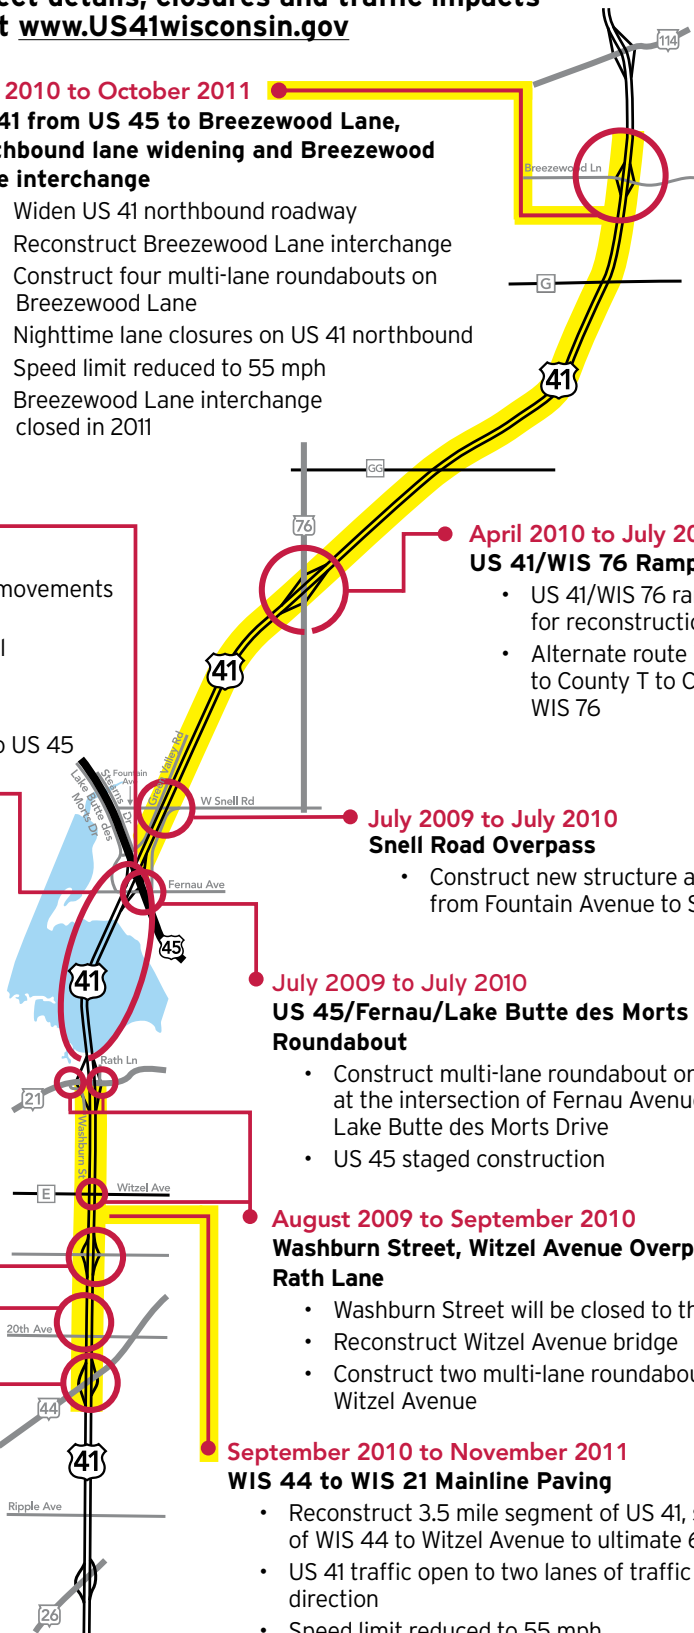 details, closures and traffic impacts
www.US41wisconsin.gov
114
2010 to October 2011
41 from US 45 to Breezewood Lane,
lane widening and Breezewood
interchange
Widen US 41 northbound roadway
Reconstruct Breezewood Lane interchange
Construct four multi-lane roundabouts on
Breezewood Lane
Nighttime lane closures on US 41 northbound
Speed limit reduced to 55 mph
Breezewood Lane interchange
closed in 2011
Breezewood Ln
G
41
GG
76
April 2010 to July
US 41/WIS 76 Ramp
• US 41/WIS 76
for
• Alternate route
to County T to
WIS 76
movements
US 45
41
Green Valley Rd
Fountain
Ave
Stearns Dr
Lake Butte des
Morts Dr
W Snell Rd
July 2009 to July 2010
Snell Road Overpass
• Construct new structure
from Fountain Avenue to
Fernau Ave
45
41
July 2009 to July 2010
US 45/Fernau/Lake Butte des Morts
Roundabout
• Construct multi-lane roundabout
at the intersection of Fernau Avenue
Lake Butte des Morts Drive
• US 45 staged construction
Rath Ln
21
Washburn St
E
Witzel Ave
August 2009 to September 2010
Washburn Street, Witzel Avenue
Rath Lane
• Washburn Street will be closed to
• Reconstruct Witzel Avenue bridge
• Construct two multi-lane
Witzel Avenue
20th Ave
44
41
September 2010 to November 2011
WIS 44 to WIS 21 Mainline Paving
• Reconstruct 3.5 mile segment of US 41,
of WIS 44 to Witzel Avenue to ultimate 6
• US 41 traffic open to two lanes of traffic
direction
• Speed limit reduced to 55 mph
Ripple Ave
26